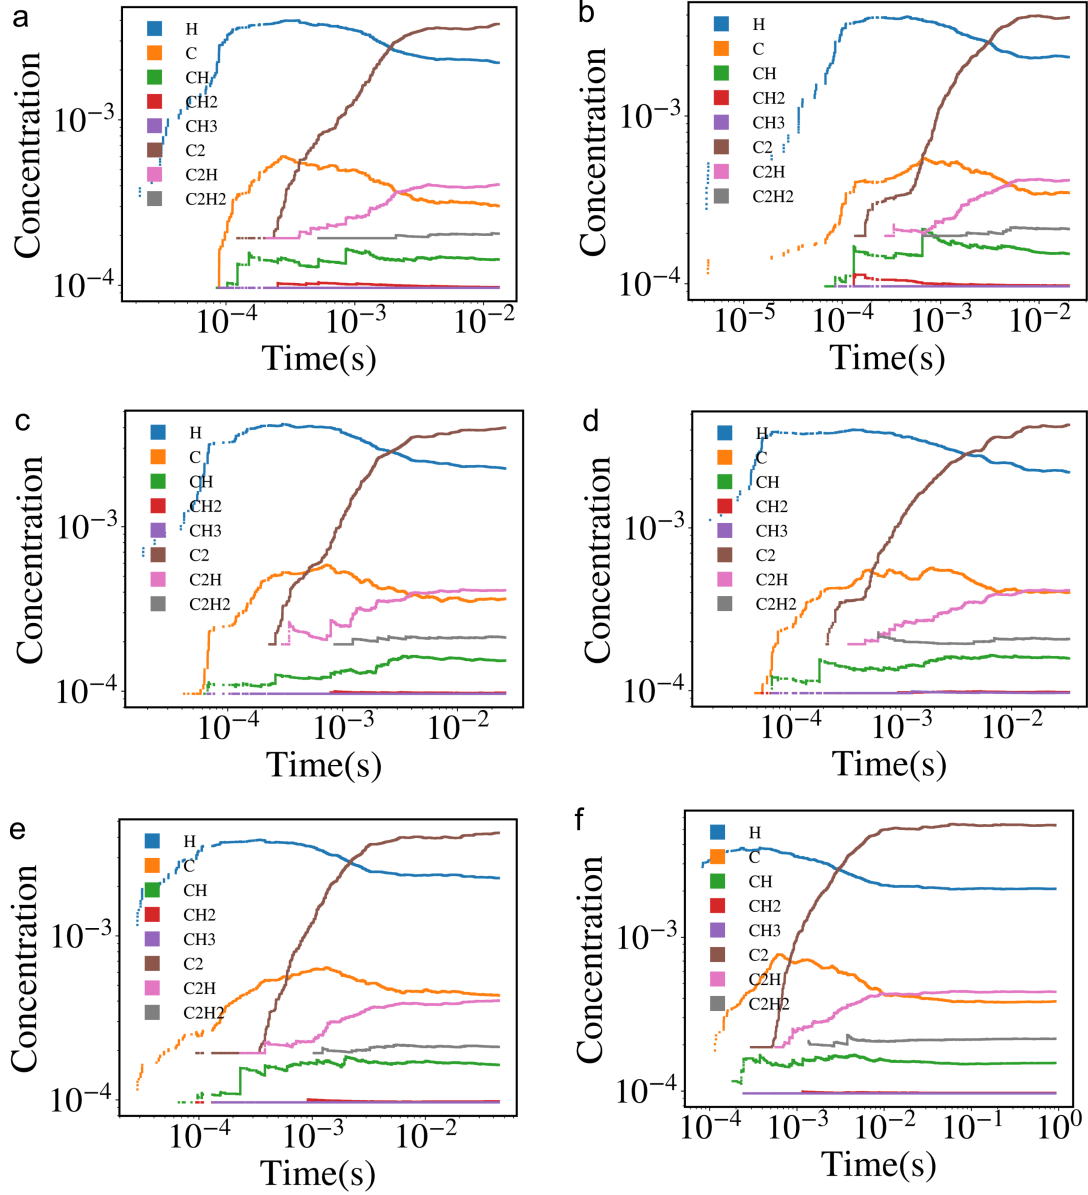 a
Concentration
10⁻³
10⁻⁴
H
C
CH
CH2
CH3
C2
C2H
C2H2
10⁻⁴ 10⁻³ 10⁻²
Time(s)
b
Concentration
10⁻³
10⁻⁴
H
C
CH
CH2
CH3
C2
C2H
C2H2
10⁻⁵ 10⁻⁴ 10⁻³ 10⁻²
Time(s)
c
Concentration
10⁻³
10⁻⁴
H
C
CH
CH2
CH3
C2
C2H
C2H2
10⁻⁴ 10⁻³ 10⁻²
Time(s)
d
Concentration
10⁻³
10⁻⁴
H
C
CH
CH2
CH3
C2
C2H
C2H2
10⁻⁴ 10⁻³ 10⁻²
Time(s)
e
Concentration
10⁻³
10⁻⁴
H
C
CH
CH2
CH3
C2
C2H
C2H2
10⁻⁴ 10⁻³ 10⁻²
Time(s)
f
Concentration
10⁻³
10⁻⁴
H
C
CH
CH2
CH3
C2
C2H
C2H2
10⁻⁴ 10⁻³ 10⁻² 10⁻¹ 10⁰
Time(s)